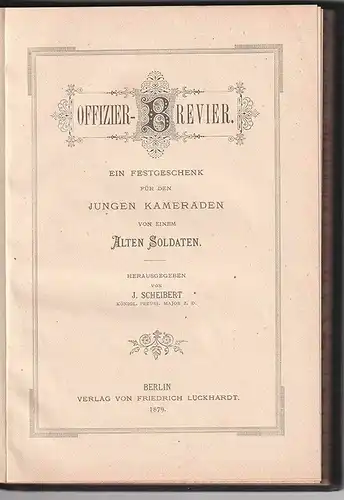 OFFIZIER-BREVIER.
EIN FESTGESCHENK
FÜR DEN
JUNGEN KAMERADEN
VON EINEM
ALTEN SOLDATEN.
HERAUSGEGEBEN
VON
J. SCHEIBERT
KÖNIGL. PREUSS. MAJOR Z. D.
BERLIN
VERLAG VON FRIEDRICH LUCKHARDT.
1879.